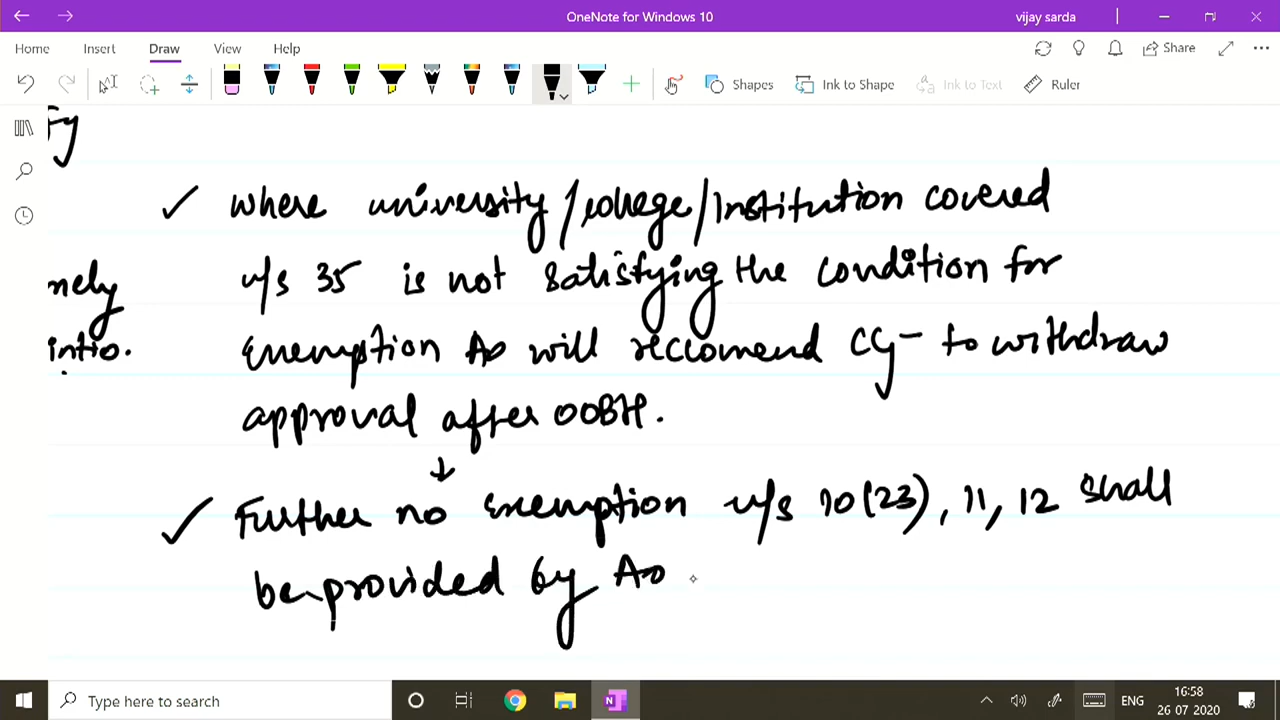 OneNote for Windows 10
vijay sarda
Home Insert Draw View Help
Share
Shapes Ink to Shape Ink to Text Ruler
where university/college/Institution covered
mely
u/s 35 is not satisfying the condition for
intio.
exemption AO will reccomend CG to withdraw
approval after OOBH.
Further no exemption u/s 10(23), 11, 12 shall
be provided by AO
Type here to search
ENG
16:58
26-07-2020